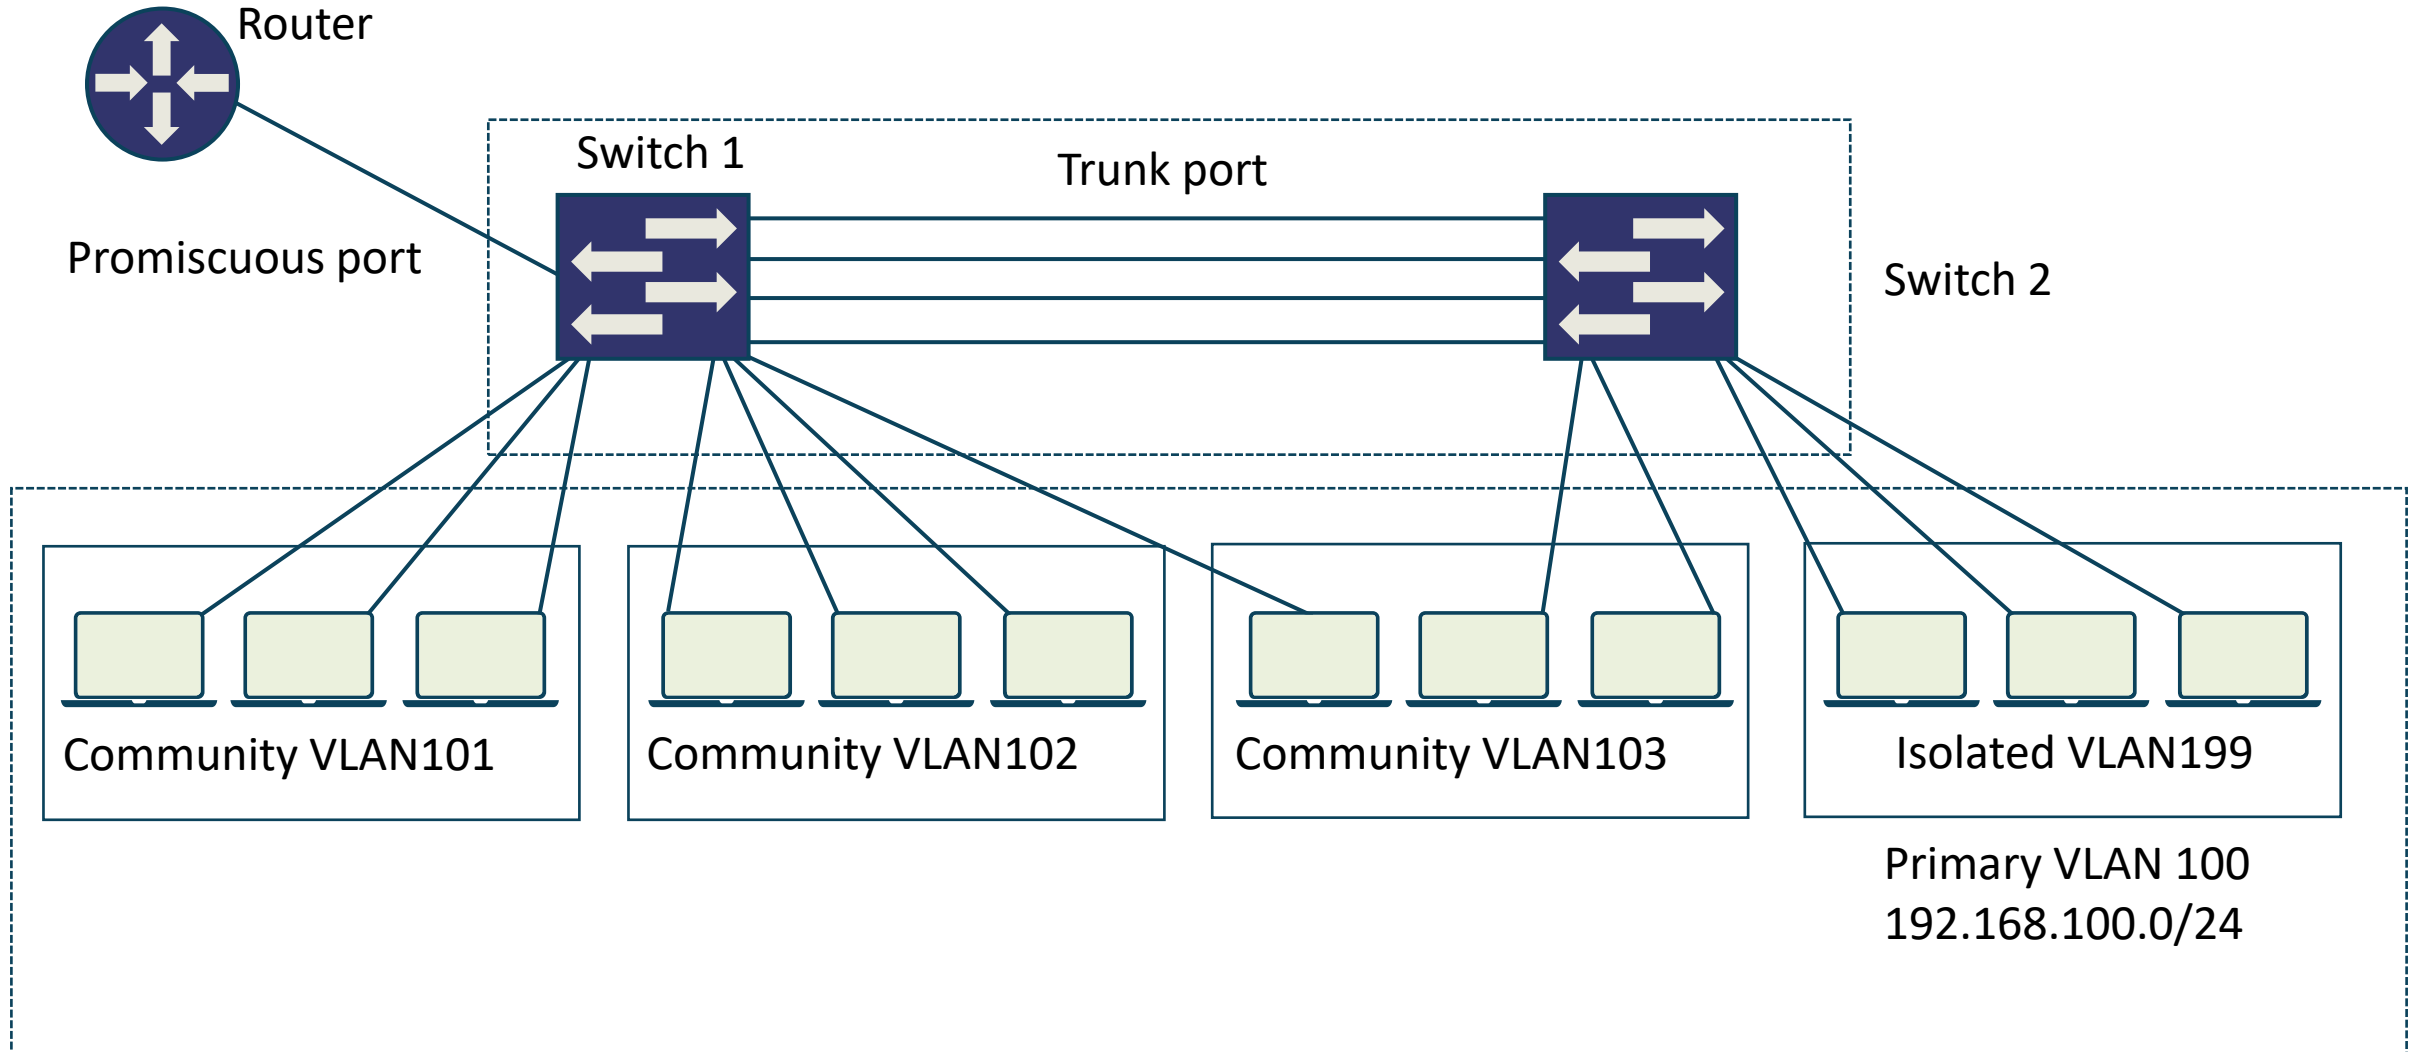 Router
Switch 1
Trunk port
Promiscuous port
Switch 2
Community VLAN101
Community VLAN102
Community VLAN103
Isolated VLAN199
Primary VLAN 100
192.168.100.0/24